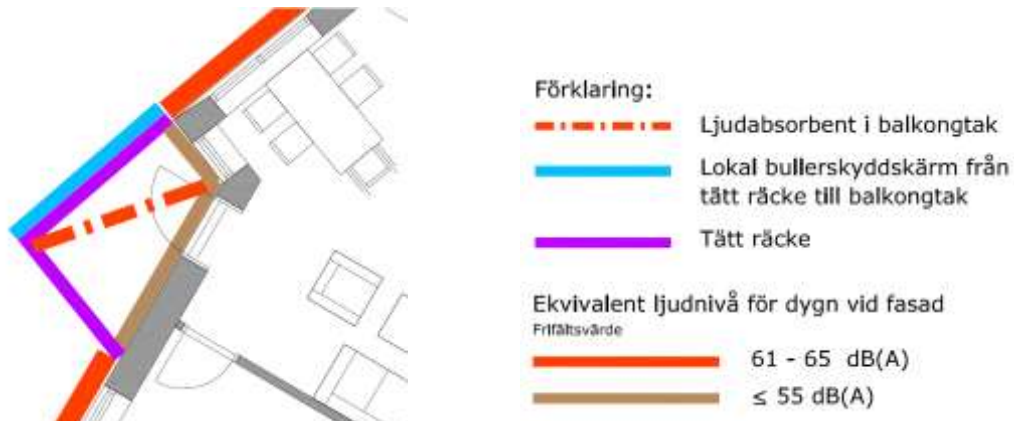 Förklaring:
Ljudabsorbent i balkongtak
Lokal bullerskyddskärm från
tätt räcke till balkongtak
Tätt räcke
Ekvivalent ljudnivå för dygn vid fasad
Frifältsvärde
61 - 65 dB(A)
≤ 55 dB(A)